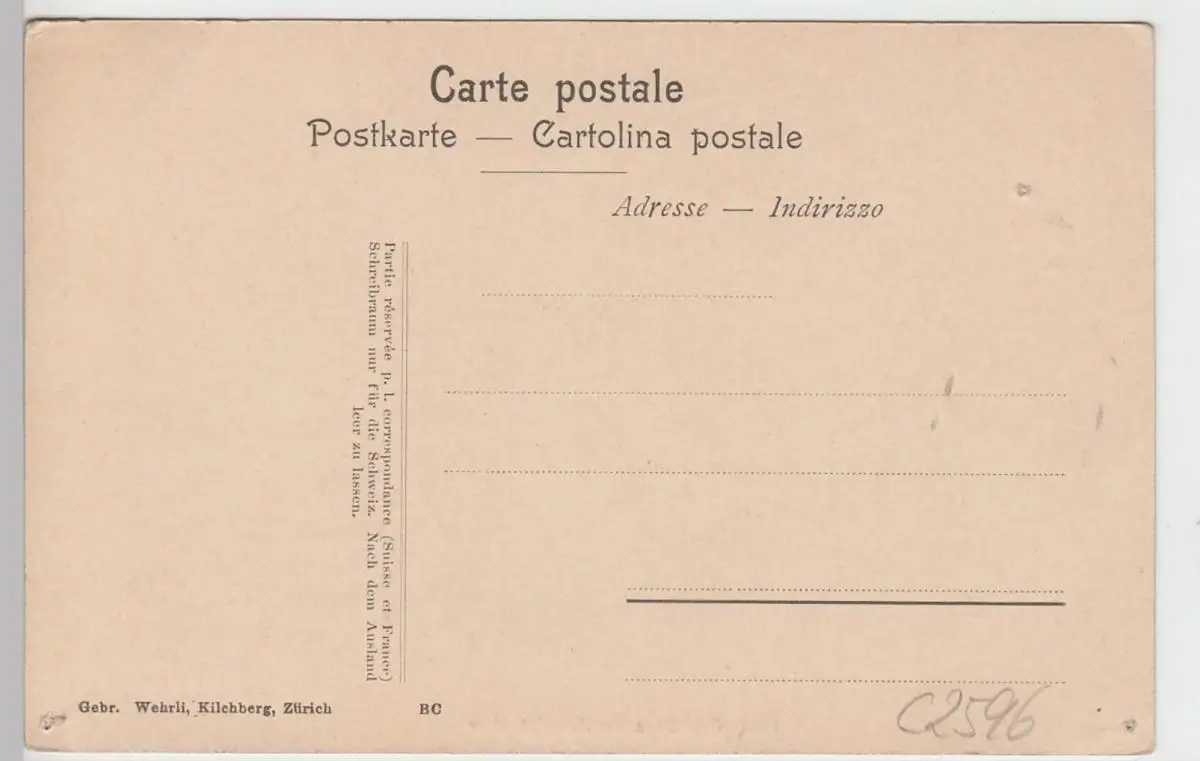 Carte postale
Postkarte — Cartolina postale
Adresse — Indirizzo
Partie réservée p. l. correspondance (Suisse et France)
Schreibraum nur für die Schweiz. Nach dem Ausland
leer zu lassen.
Gebr. Wehrli, Kilchberg, Zürich BC
C2596